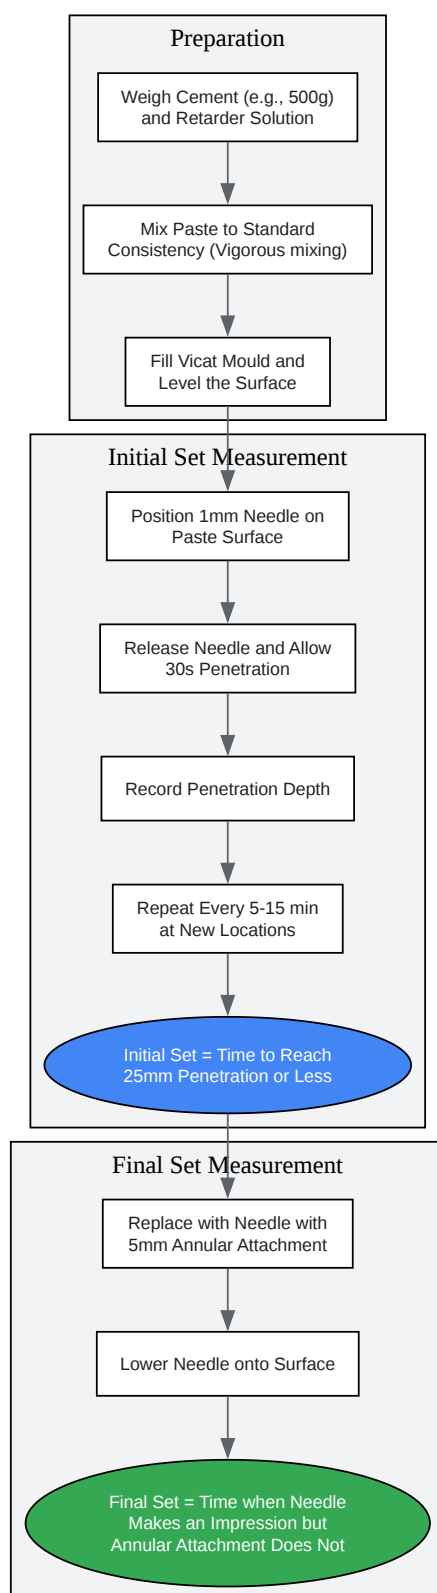 Preparation
Weigh Cement (e.g., 500g)
and Retarder Solution
Mix Paste to Standard
Consistency (Vigorous mixing)
Fill Vicat Mould and
Level the Surface
Initial Set Measurement
Position 1mm Needle on
Paste Surface
Release Needle and Allow
30s Penetration
Record Penetration Depth
Repeat Every 5-15 min
at New Locations
Initial Set = Time to Reach
25mm Penetration or Less
Final Set Measurement
Replace with Needle with
5mm Annular Attachment
Lower Needle onto Surface
Final Set = Time when Needle
Makes an Impression but
Annular Attachment Does Not